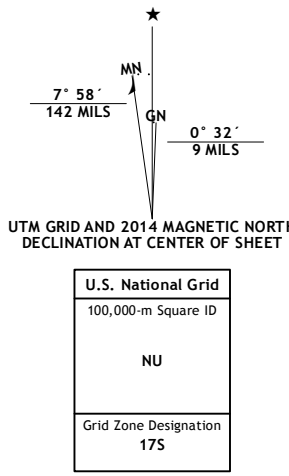 ★
MN
7° 58´
142 MILS
GN
0° 32´
9 MILS
UTM GRID AND 2014 MAGNETIC NORTH
DECLINATION AT CENTER OF SHEET
U.S. National Grid
100,000-m Square ID
NU
Grid Zone Designation
17S